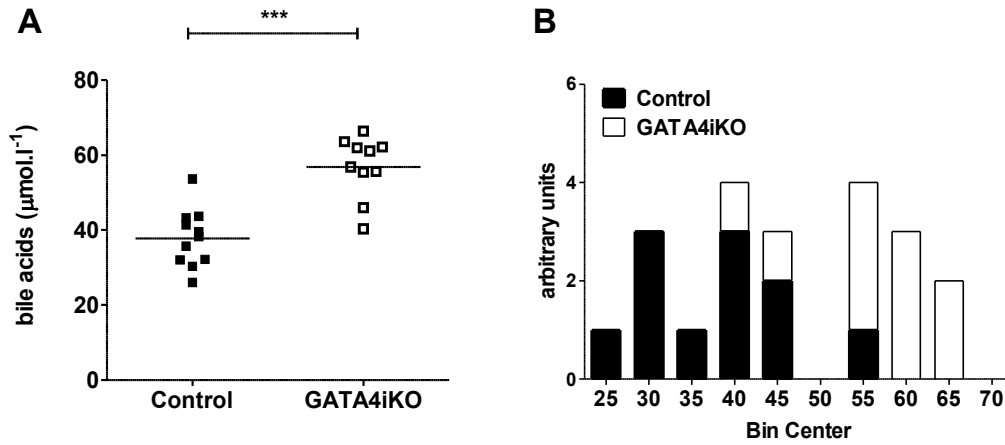 A
***
bile acids (μmol.l⁻¹)
80
60
40
20
0
Control GATA4iKO
B
Control
GATA4iKO
arbitrary units
6
4
2
0
25 30 35 40 45 50 55 60 65 70
Bin Center